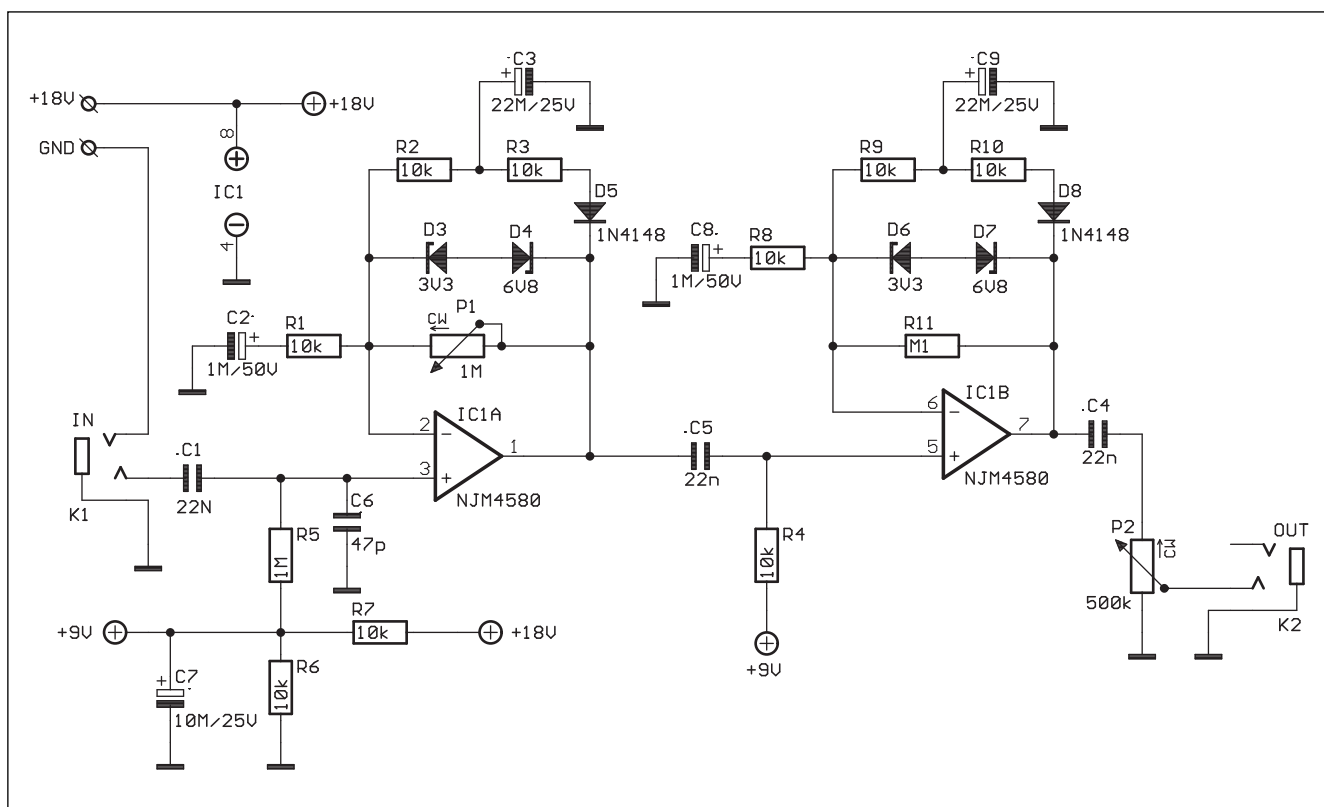 +18V
GND
+18V
8
IC1
4
C3
+
22M/25V
R2
10k
R3
10k
D5
1N4148
D3
3V3
D4
6V8
P1
CW
1M
C2
+
1M/50V
R1
10k
IC1A
2
3
1
NJM4580
IN
K1
.C1
22N
C6
47p
R5
1M
R7
10k
+9V
+18V
C7
+
10M/25V
R6
10k
C9
+
22M/25V
R9
10k
R10
10k
D8
1N4148
C8.
+
1M/50V
R8
10k
D6
3V3
D7
6V8
R11
M1
IC1B
6
5
7
NJM4580
.C5
22n
R4
10k
+9V
.C4
22n
P2
CW
500k
OUT
K2